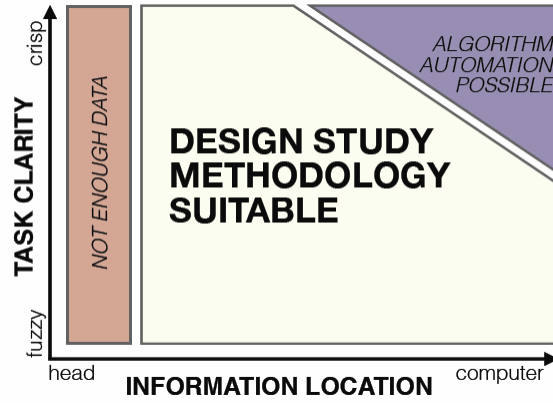 crisp
TASK CLARITY
fuzzy
NOT ENOUGH DATA
DESIGN STUDY
METHODOLOGY
SUITABLE
ALGORITHM
AUTOMATION
POSSIBLE
head
INFORMATION LOCATION
computer